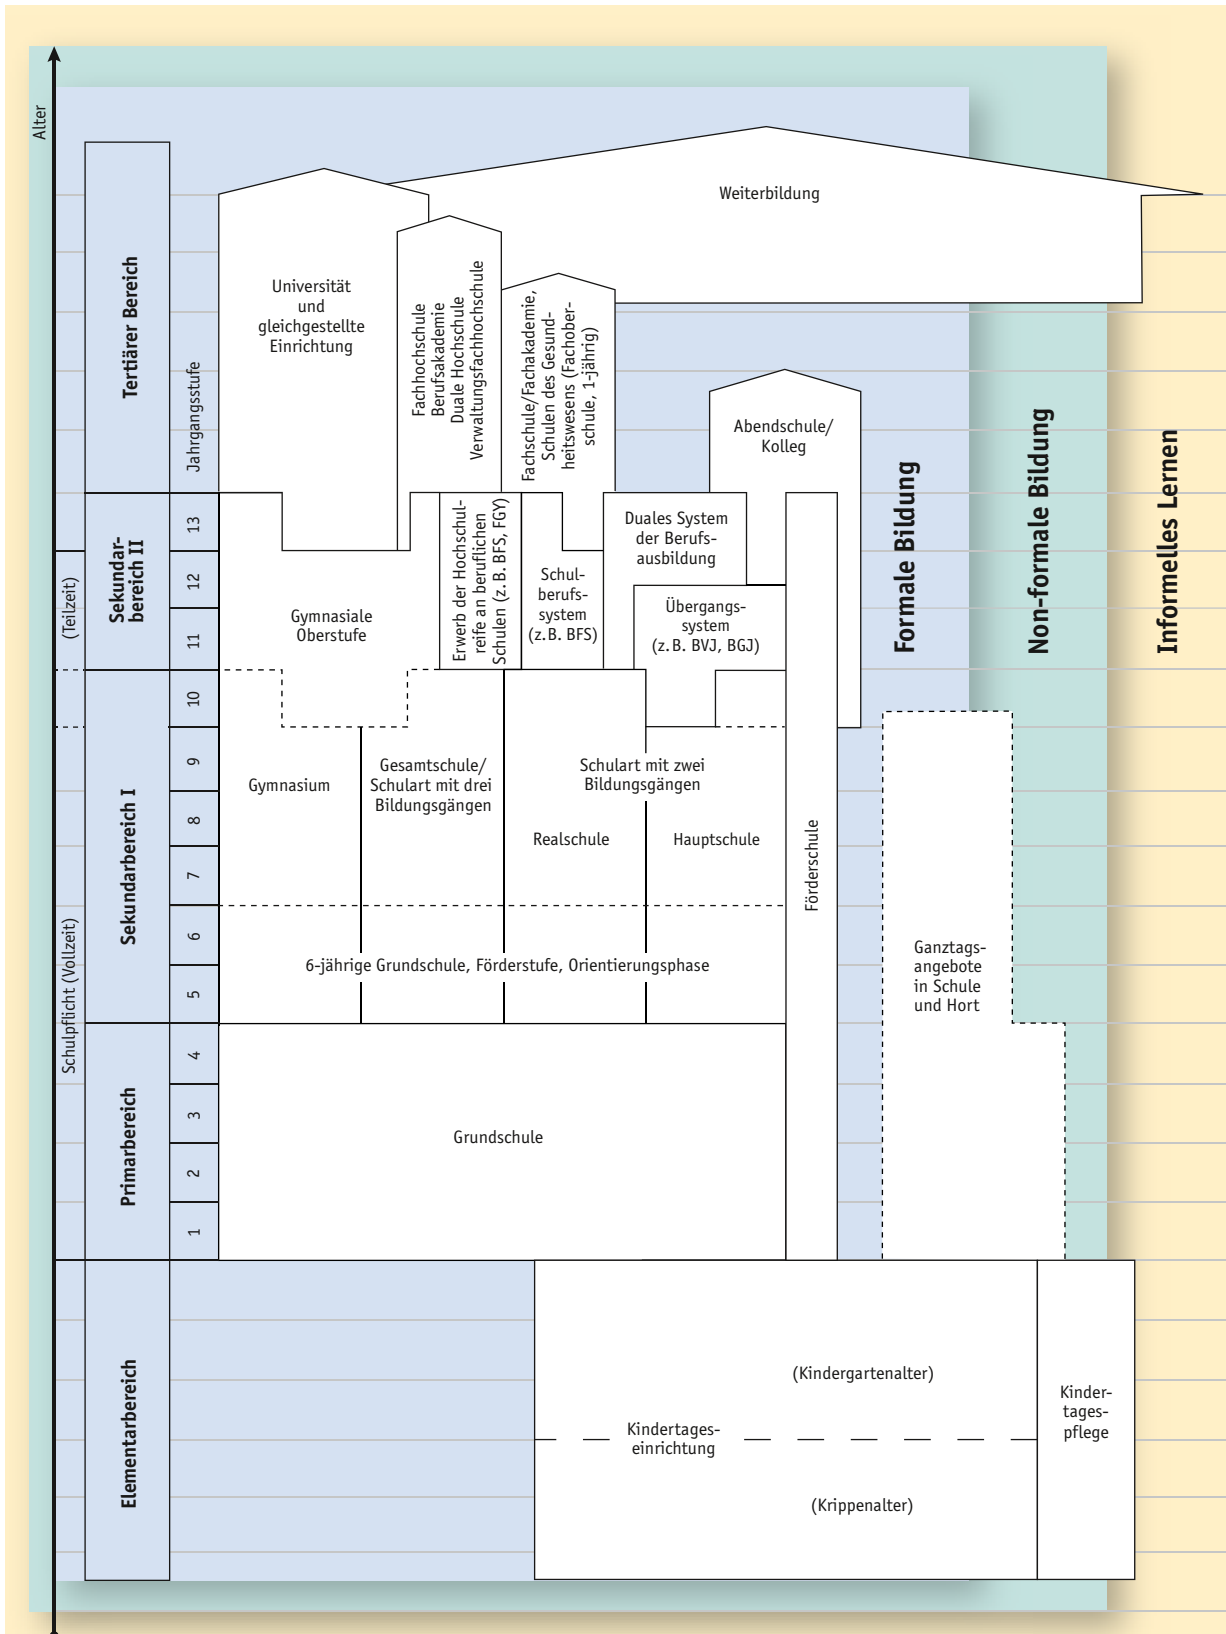 Alter
Tertiärer Bereich
Jahrgangsstufe
Weiterbildung
Universität
und
gleichgestellte
Einrichtung
Fachhochschule
Berufsakademie
Duale Hochschule
Verwaltungsfachhochschule
Fachschule/Fachakademie,
Schulen des Gesund-
heitswesens (Fachober-
schule, 1-jährig)
Abendschule/
Kolleg
Formale Bildung
Non-formale Bildung
Informelles Lernen
(Teilzeit)
Sekundar-
bereich II
13
12
11
Gymnasiale
Oberstufe
Erwerb der Hochschul-
reife an beruflichen
Schulen (z. B. BFS, FGY)
Schul-
berufs-
system
(z. B. BFS)
Duales System
der Berufs-
ausbildung
Übergangs-
system
(z. B. BVJ, BGJ)
Schulpflicht (Vollzeit)
Sekundarbereich I
10
9
8
7
6
5
Gymnasium
Gesamtschule/
Schulart mit drei
Bildungsgängen
Schulart mit zwei
Bildungsgängen
Realschule
Hauptschule
Förderschule
6-jährige Grundschule, Förderstufe, Orientierungsphase
Ganztags-
angebote
in Schule
und Hort
Primarbereich
4
3
2
1
Grundschule
Elementarbereich
(Kindergartenalter)
Kindertages-
einrichtung
(Krippenalter)
Kinder-
tages-
pflege